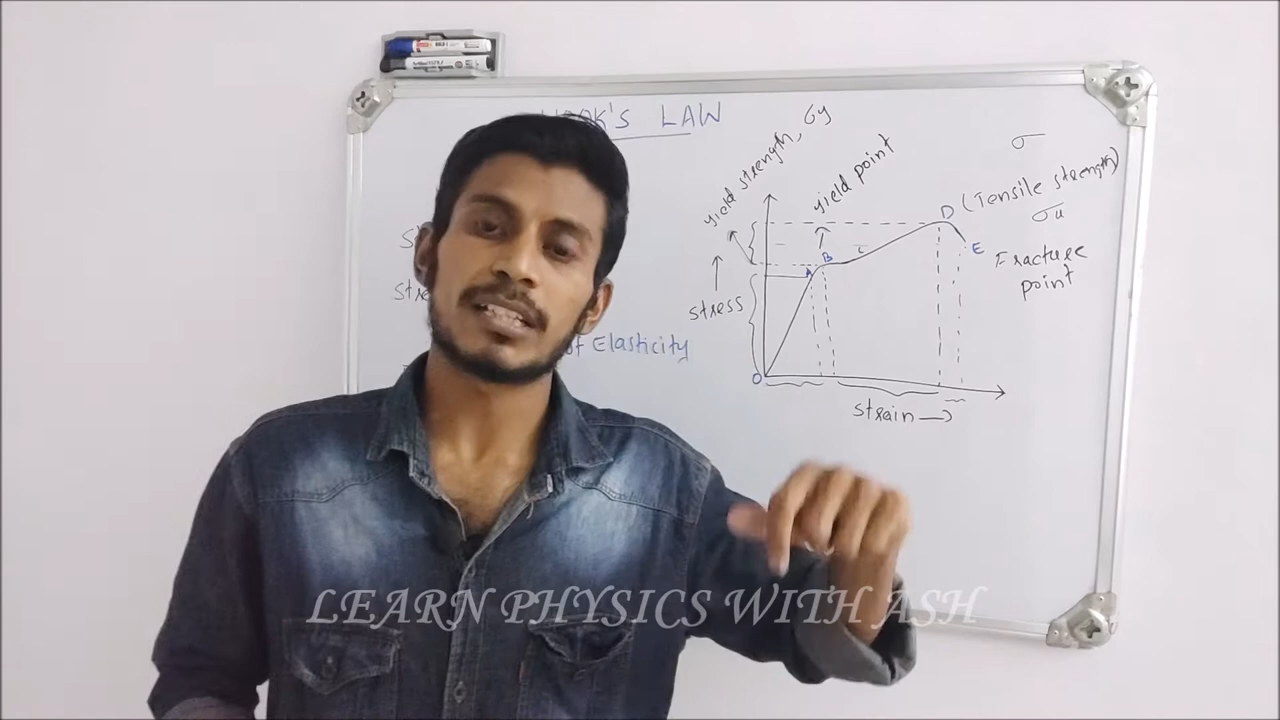 HOOK'S LAW
of Elasticity
yield strength, σy
yield point
σ
D (Tensile strength)
σu
A
B
C
E
Fracture
point
stress
O
strain →
LEARN PHYSICS WITH ASH